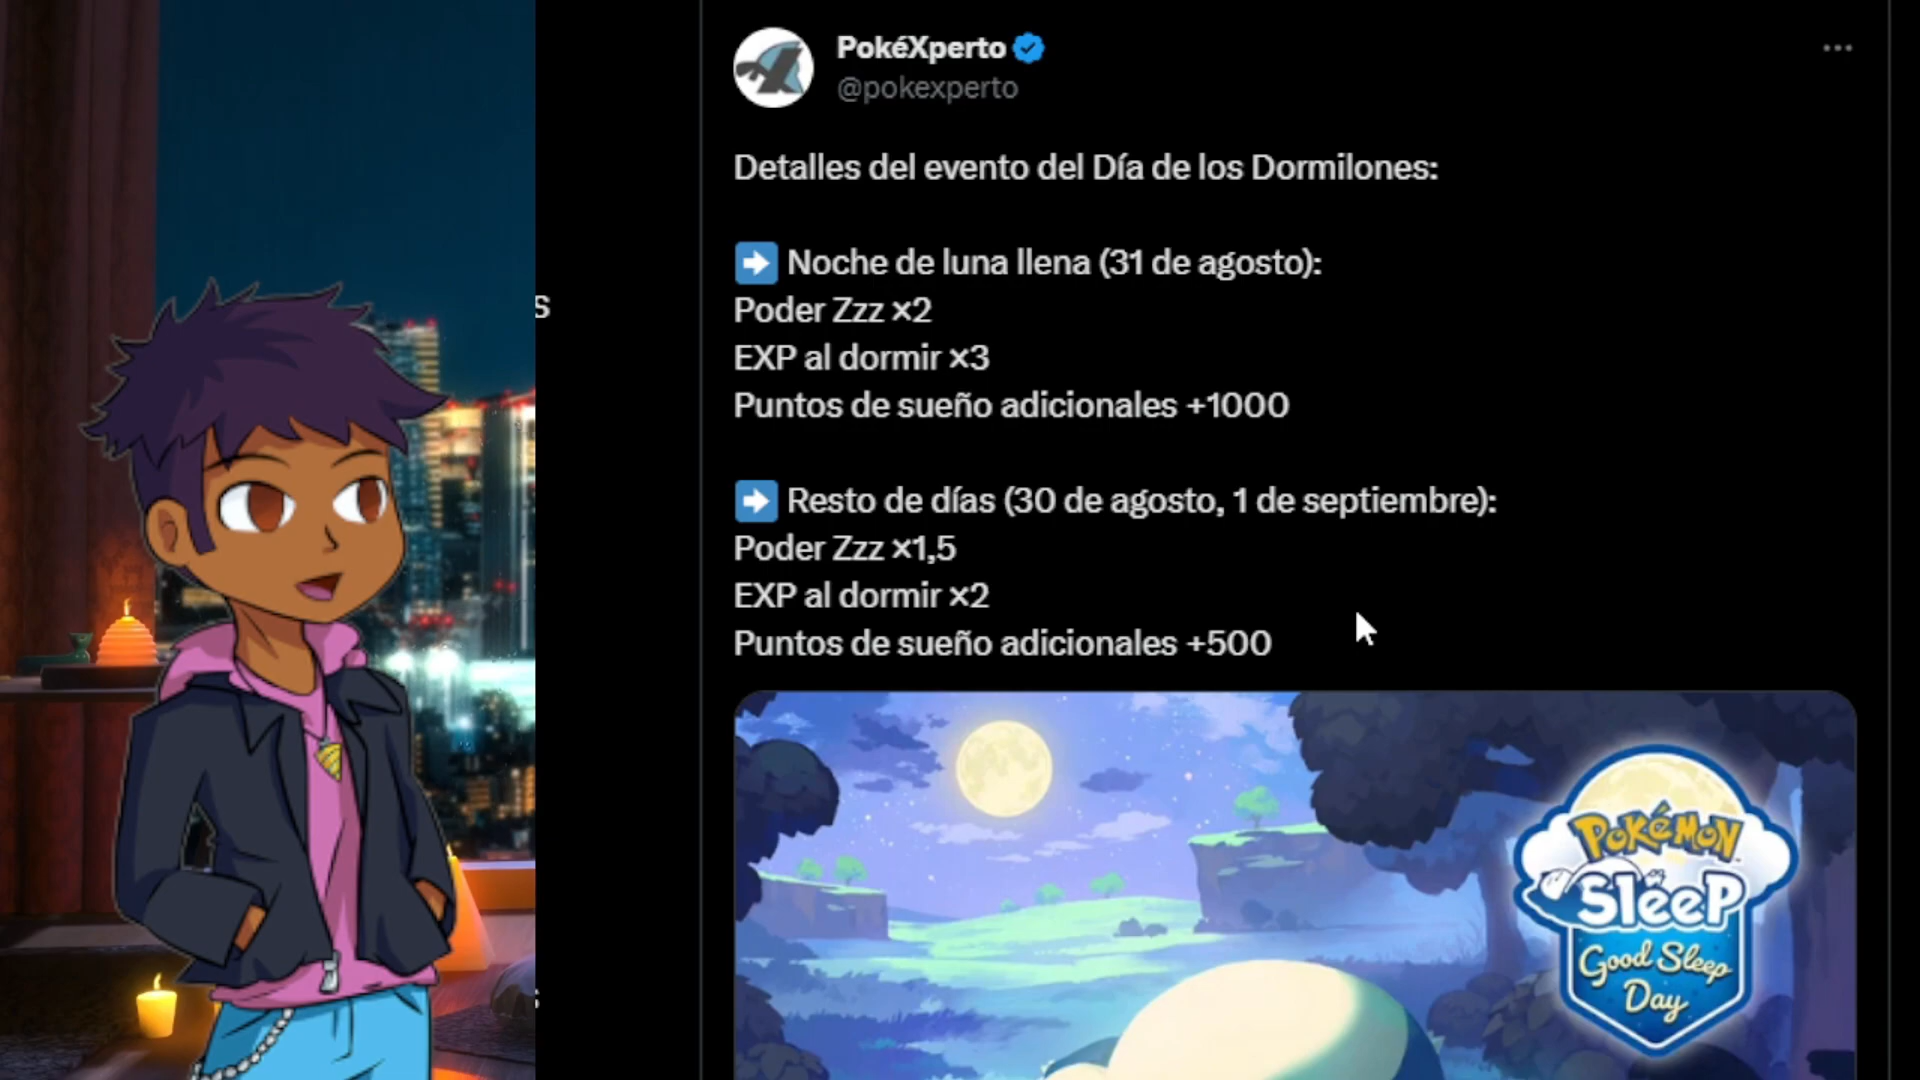 PokéXperto
@pokexperto
Detalles del evento del Día de los Dormilones:
➡️ Noche de luna llena (31 de agosto):
Poder Zzz ×2
EXP al dormir ×3
Puntos de sueño adicionales +1000
➡️ Resto de días (30 de agosto, 1 de septiembre):
Poder Zzz ×1,5
EXP al dormir ×2
Puntos de sueño adicionales +500
POKéMON
SleeP
Good Sleep
Day